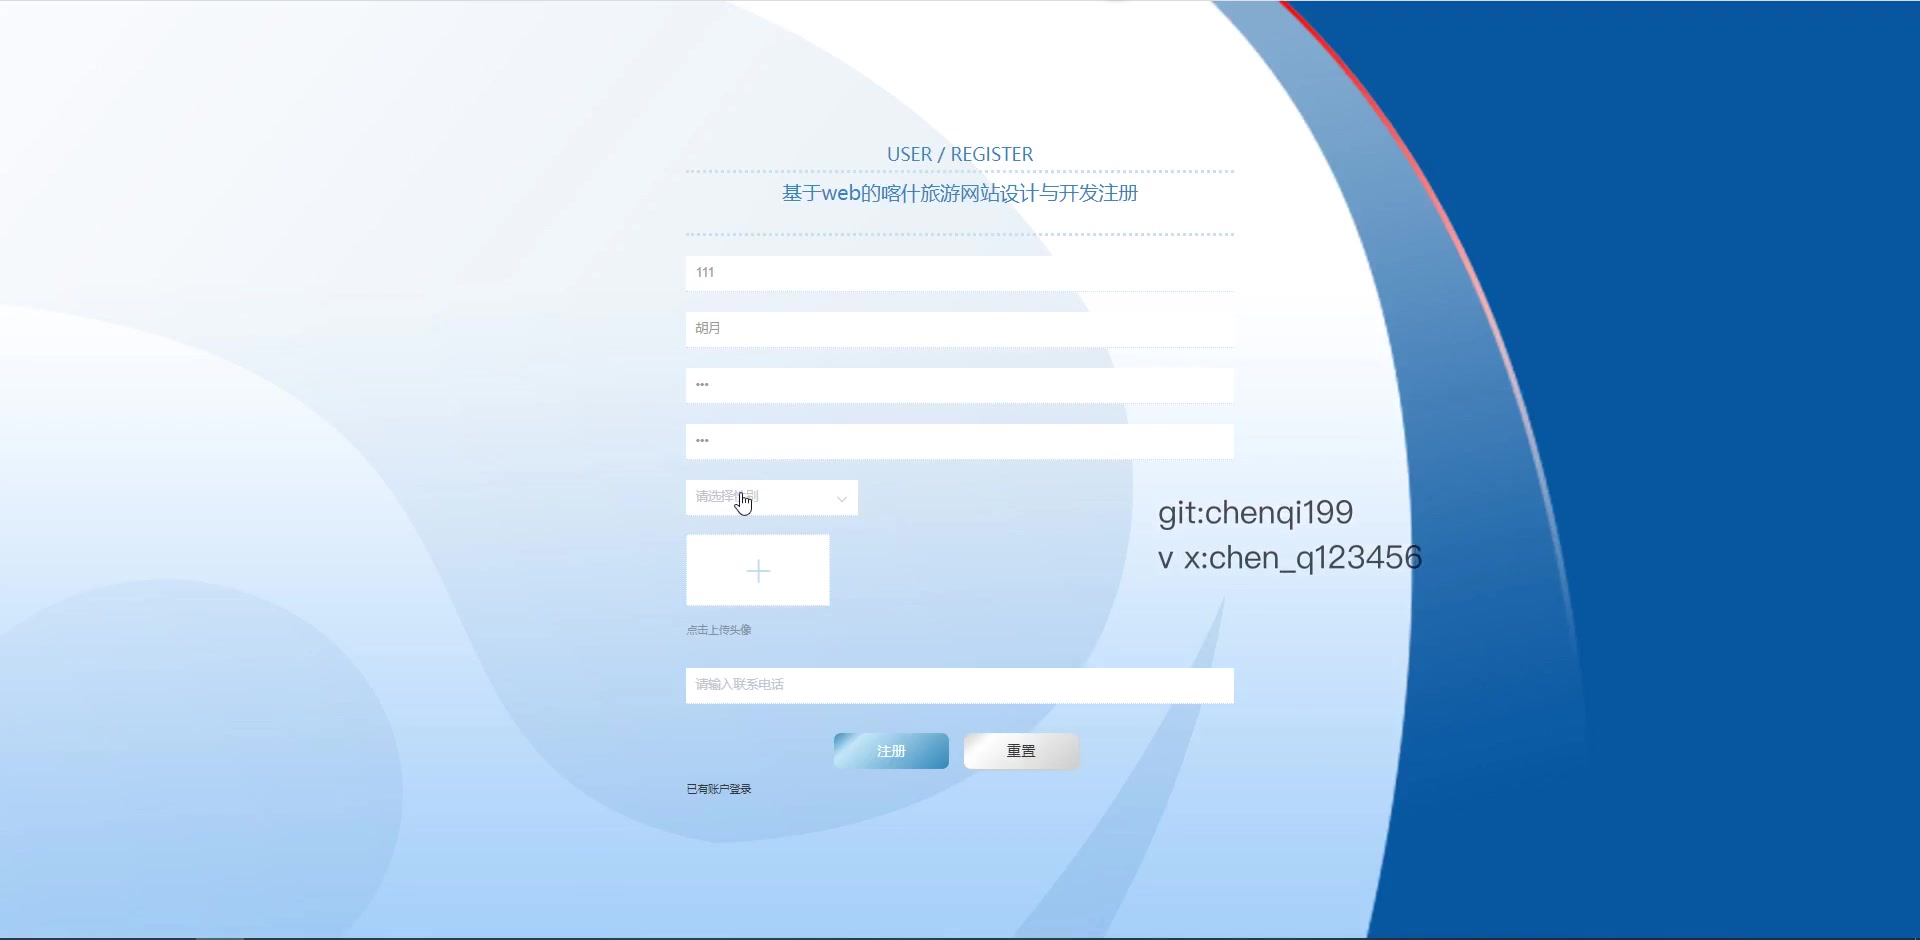 USER / REGISTER
基于web的喀什旅游网站设计与开发注册
111
胡月
•••
•••
请选择性别
点击上传头像
请输入联系电话
注册
重置
已有账户登录
git:chenqi199
v x:chen_q123456